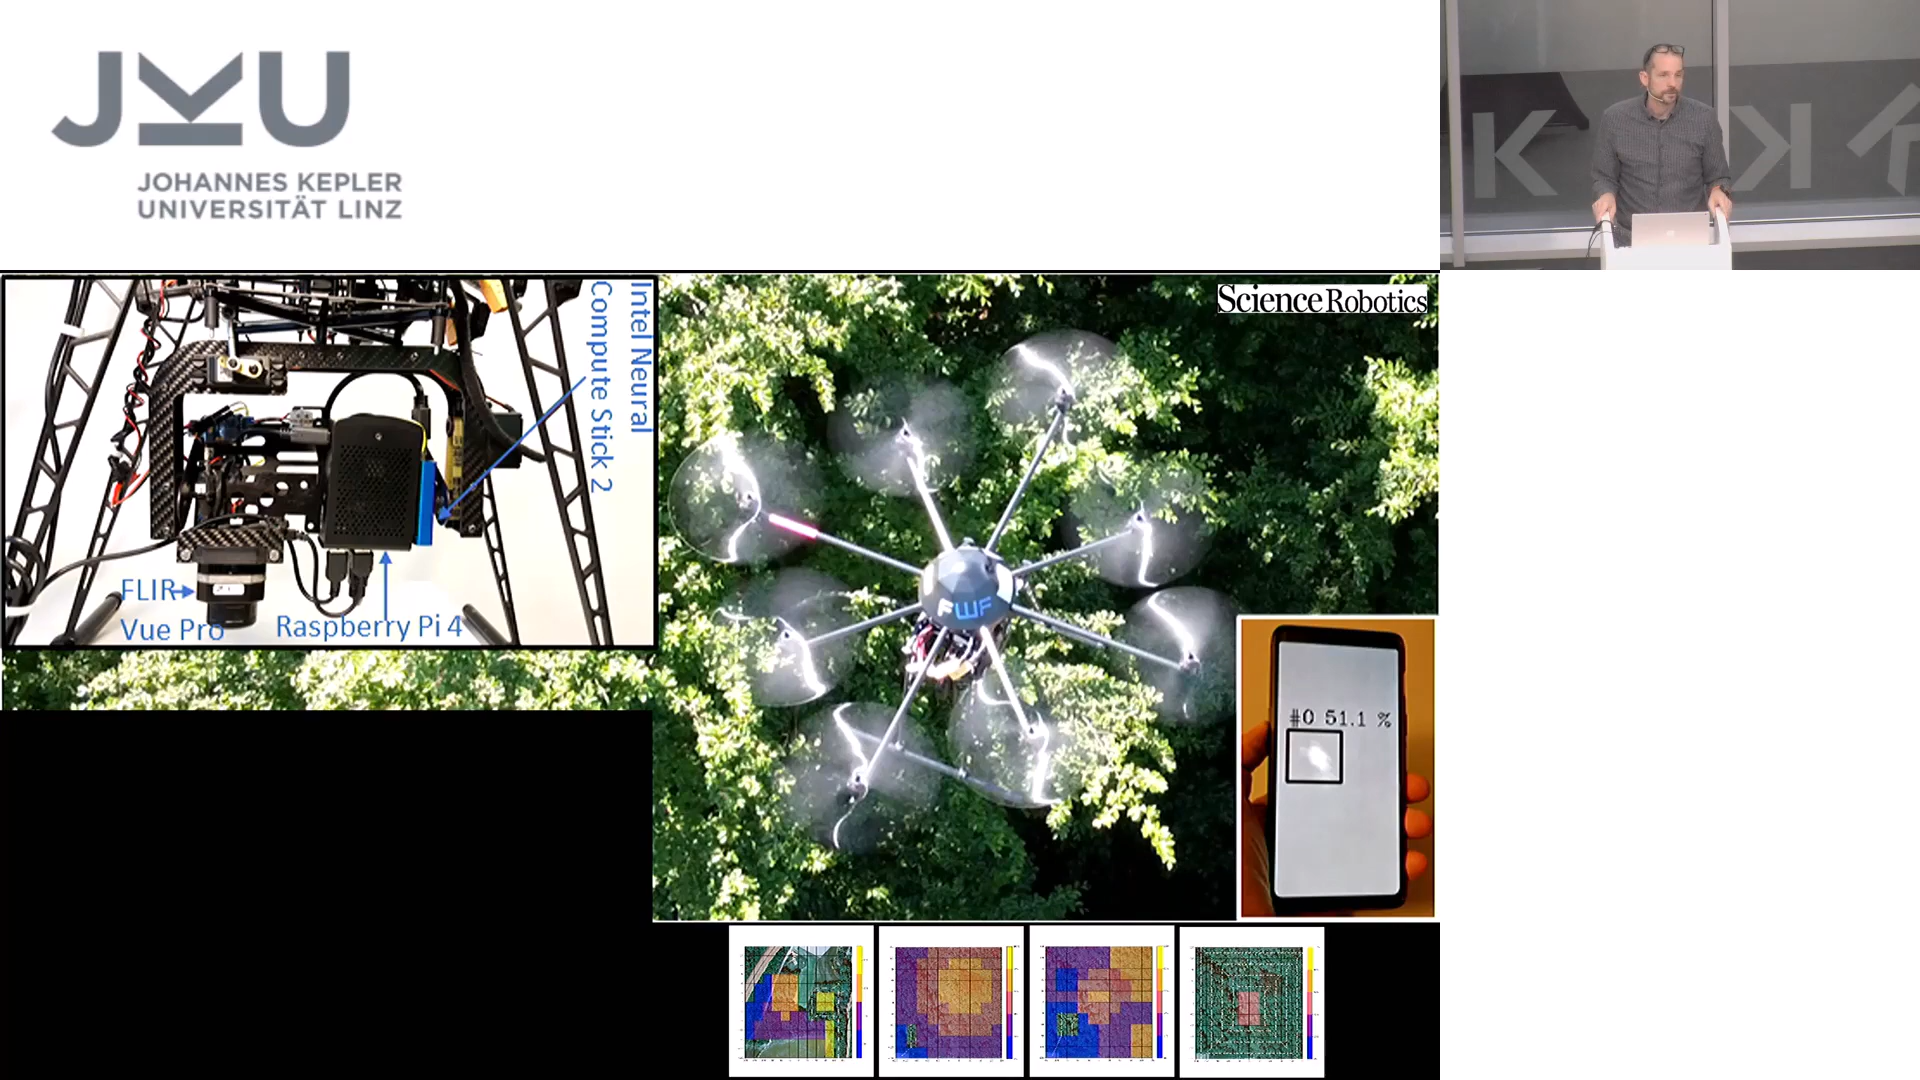 JKU
JOHANNES KEPLER
UNIVERSITÄT LINZ
K K
Intel Neural
Compute Stick 2
FLIR
Vue Pro
Raspberry Pi 4
Science Robotics
FWF
#0 51.1 %